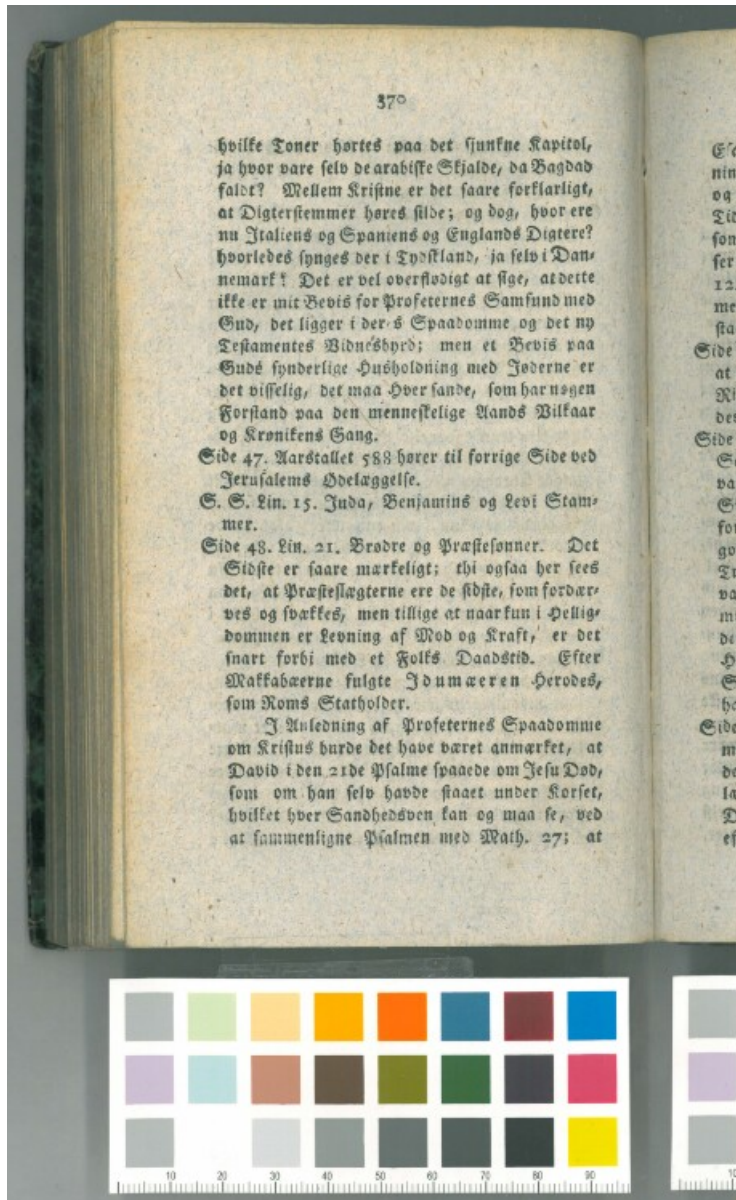 370
hvilke Toner hørtes paa det sjunkne Kapitol,
ja hvor vare selv de arabiske Skjalde, da Bagdad
faldt? Mellem Kristne er det saare forklarligt,
at Digterstemmer høres silde; og dog, hvor ere
nu Italiens og Spaniens og Englands Digtere?
hvorledes synges der i Tydskland, ja selv i Dan-
nemark? Det er vel overflødigt at sige, at dette
ikke er mit Bevis for Profeternes Samfund med
Gud, det ligger i deres Spaadomme og det ny
Testamentes Vidnesbyrd; men et Bevis paa
Guds synderlige Husholdning med Jøderne er
det visselig, det maa Hver sande, som har nogen
Forstand paa den menneskelige Aands Vilkaar
og Krønikens Gang.
Side 47. Aarstallet 588 hører til forrige Side ved
Jerusalems Ødelæggelse.
S. S. Lin. 15. Juda, Benjamins og Levi Stam-
mer.
Side 48. Lin. 21. Brødre og Præstesønner. Det
Sidste er saare mærkeligt; thi ogsaa her sees
det, at Præsteslægterne ere de sidste, som fordær-
ves og svækkes, men tillige at naar kun i Hellig-
dommen er Levning af Mod og Kraft, er det
snart forbi med et Folks Daadstid. Efter
Makkabæerne fulgte Idumæeren Herodes,
som Roms Statholder.
I Anledning af Profeternes Spaadomme
om Kristus burde det have været anmærket, at
David i den 21de Psalme spaaede om Jesu Død,
som om han selv havde staaet under Korset,
hvilket hver Sandhedsven kan og maa se, ved
at sammenligne Psalmen med Math. 27; at
og
12
Side
at
Side
Side
10 20 30 40 50 60 70 80 90